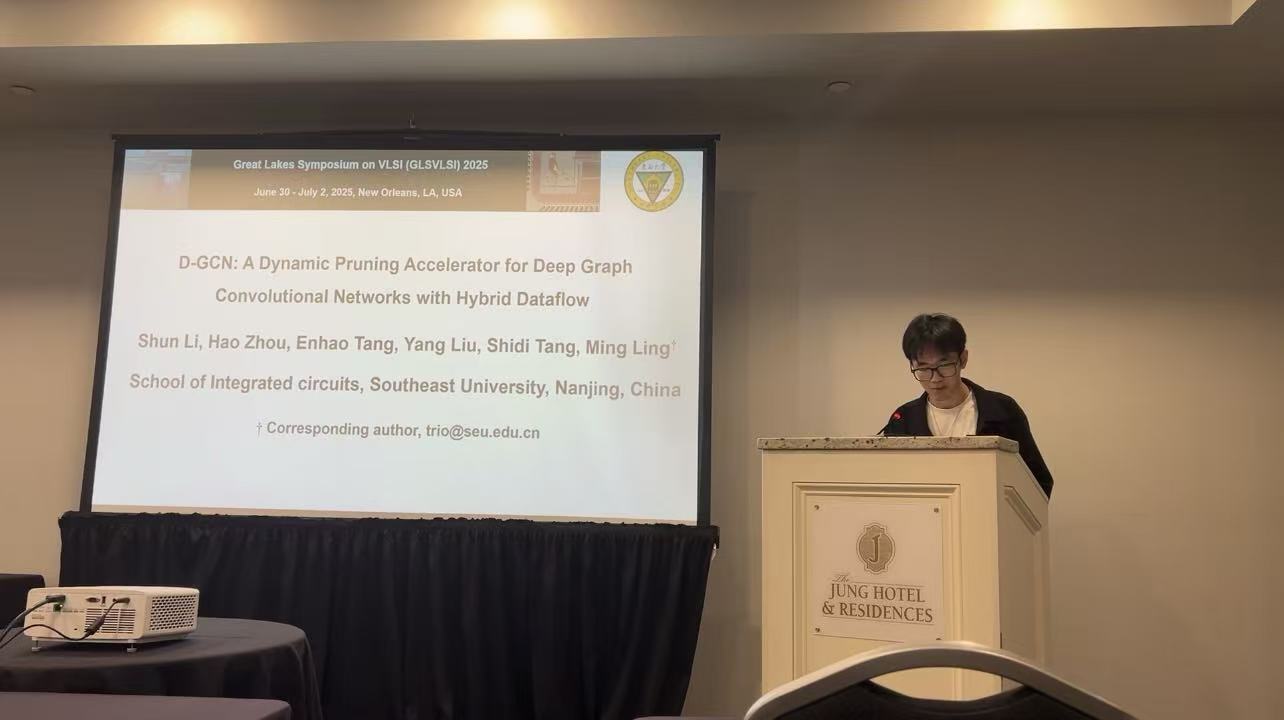 Great Lakes Symposium on VLSI (GLSVLSI) 2025
June 30 - July 2, 2025, New Orleans, LA, USA
D-GCN: A Dynamic Pruning Accelerator for Deep Graph
Convolutional Networks with Hybrid Dataflow
Shun Li, Hao Zhou, Enhao Tang, Yang Liu, Shidi Tang, Ming Ling†
School of Integrated circuits, Southeast University, Nanjing, China
† Corresponding author, trio@seu.edu.cn
J
The
JUNG HOTEL
& RESIDENCES